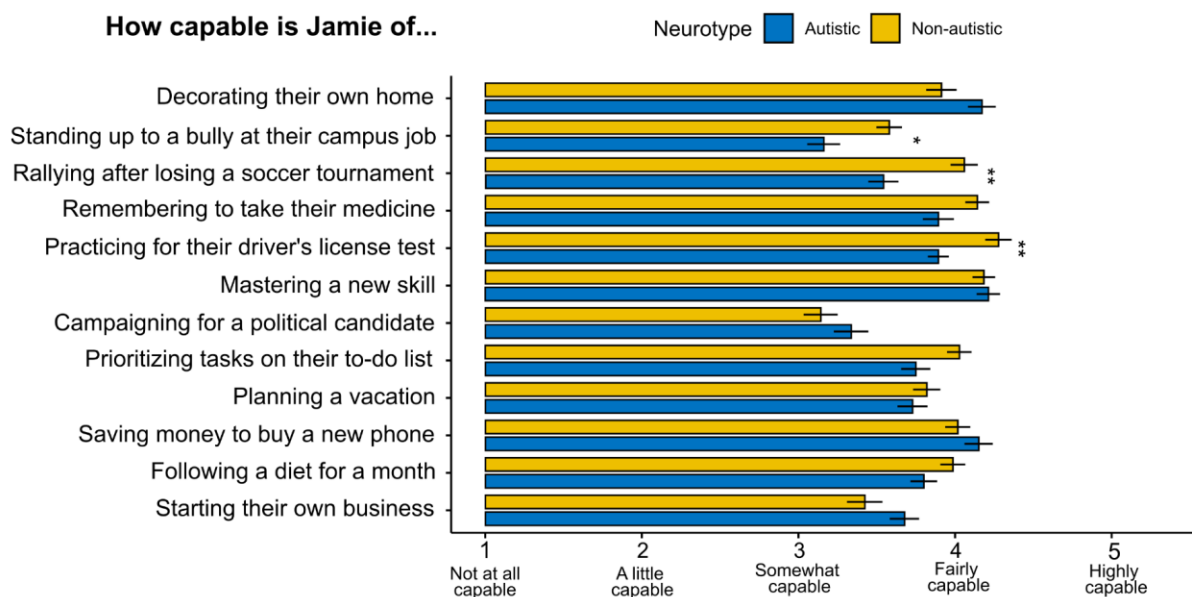 How capable is Jamie of...
Neurotype Autistic Non-autistic
Decorating their own home
Standing up to a bully at their campus job
*
Rallying after losing a soccer tournament
**
Remembering to take their medicine
Practicing for their driver's license test
**
Mastering a new skill
Campaigning for a political candidate
Prioritizing tasks on their to-do list
Planning a vacation
Saving money to buy a new phone
Following a diet for a month
Starting their own business
1 2 3 4 5
Not at all capable
A little capable
Somewhat capable
Fairly capable
Highly capable